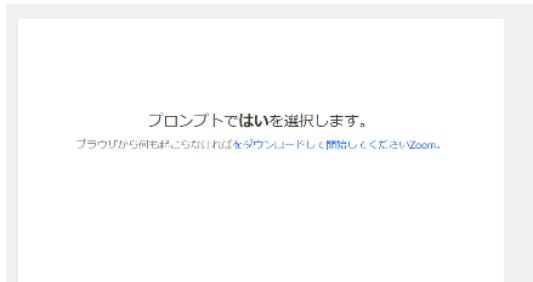 プロンプトではいを選択します。
ブラウザから何も起こらなければをダウンロードして開始してくださいZoom。